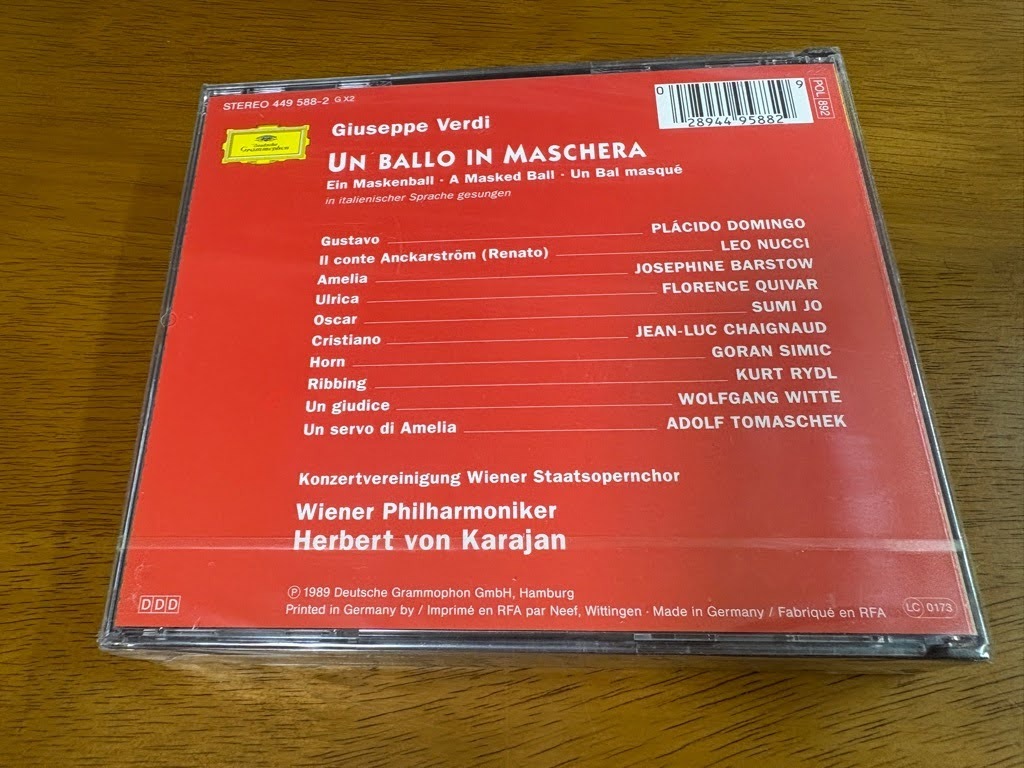 STEREO 449 588-2 G X2
0 28944 95882 9
POL 892
Deutsche
Grammophon
Giuseppe Verdi
UN BALLO IN MASCHERA
Ein Maskenball · A Masked Ball · Un Bal masqué
in italienischer Sprache gesungen
Gustavo PLÁCIDO DOMINGO
Il conte Anckarström (Renato) LEO NUCCI
Amelia JOSEPHINE BARSTOW
Ulrica FLORENCE QUIVAR
Oscar SUMI JO
Cristiano JEAN-LUC CHAIGNAUD
Horn GORAN SIMIC
Ribbing KURT RYDL
Un giudice WOLFGANG WITTE
Un servo di Amelia ADOLF TOMASCHEK
Konzertvereinigung Wiener Staatsopernchor
Wiener Philharmoniker
Herbert von Karajan
DDD
℗ 1989 Deutsche Grammophon GmbH, Hamburg
Printed in Germany by / Imprimé en RFA par Neef, Wittingen · Made in Germany / Fabriqué en RFA
LC 0173